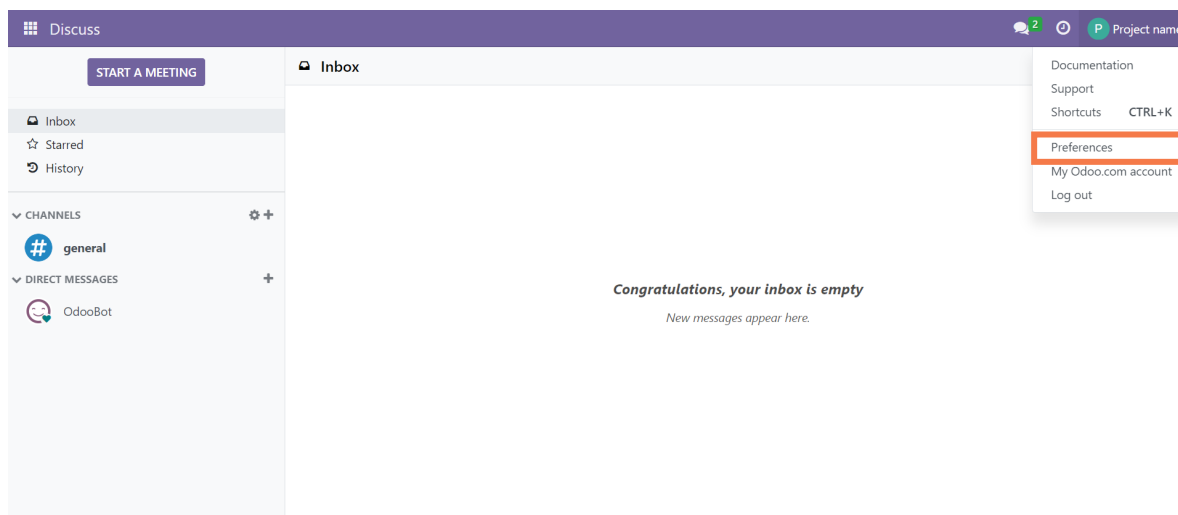 Discuss
2
P Project name
START A MEETING
Inbox
Starred
History
CHANNELS
general
DIRECT MESSAGES
OdooBot
Inbox
Congratulations, your inbox is empty
New messages appear here.
Documentation
Support
Shortcuts CTRL+K
Preferences
My Odoo.com account
Log out